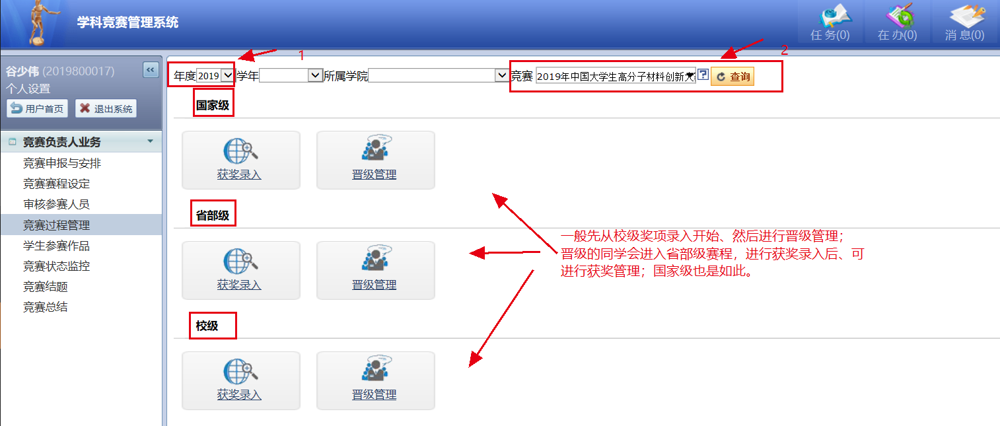 学科竞赛管理系统
任务(0) 在办(0) 消息(0)
谷少伟 (2019800017)
个人设置
用户首页 退出系统
竞赛负责人业务
竞赛申报与安排
竞赛赛程设定
审核参赛人员
竞赛过程管理
学生参赛作品
竞赛状态监控
竞赛结题
竞赛总结
1 2
年度 2019 学年 所属学院 竞赛 2019年中国大学生高分子材料创新大 查询
国家级
获奖录入 晋级管理
省部级
获奖录入 晋级管理
一般先从校级奖项录入开始、然后进行晋级管理;
晋级的同学会进入省部级赛程,进行获奖录入后、可
进行获奖管理;国家级也是如此。
校级
获奖录入 晋级管理